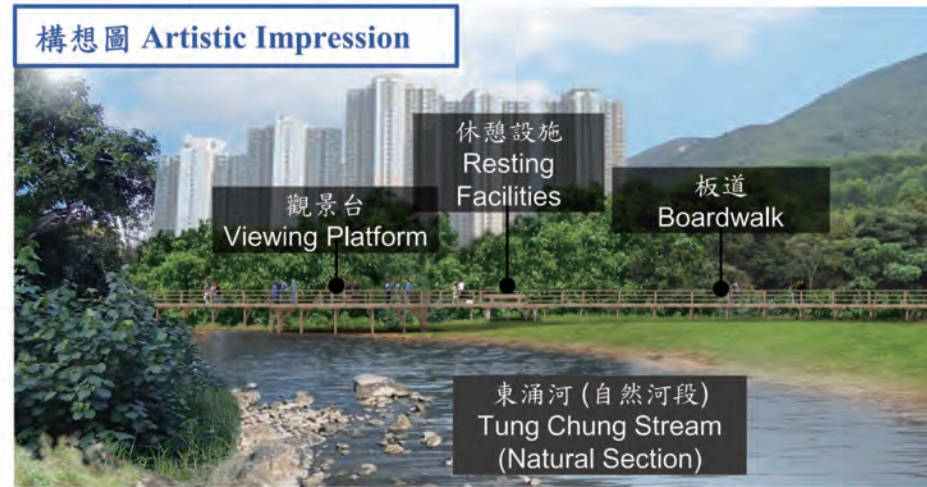 構想圖 Artistic Impression
休憩設施
Resting
Facilities
觀景台
Viewing Platform
板道
Boardwalk
東涌河 (自然河段)
Tung Chung Stream
(Natural Section)